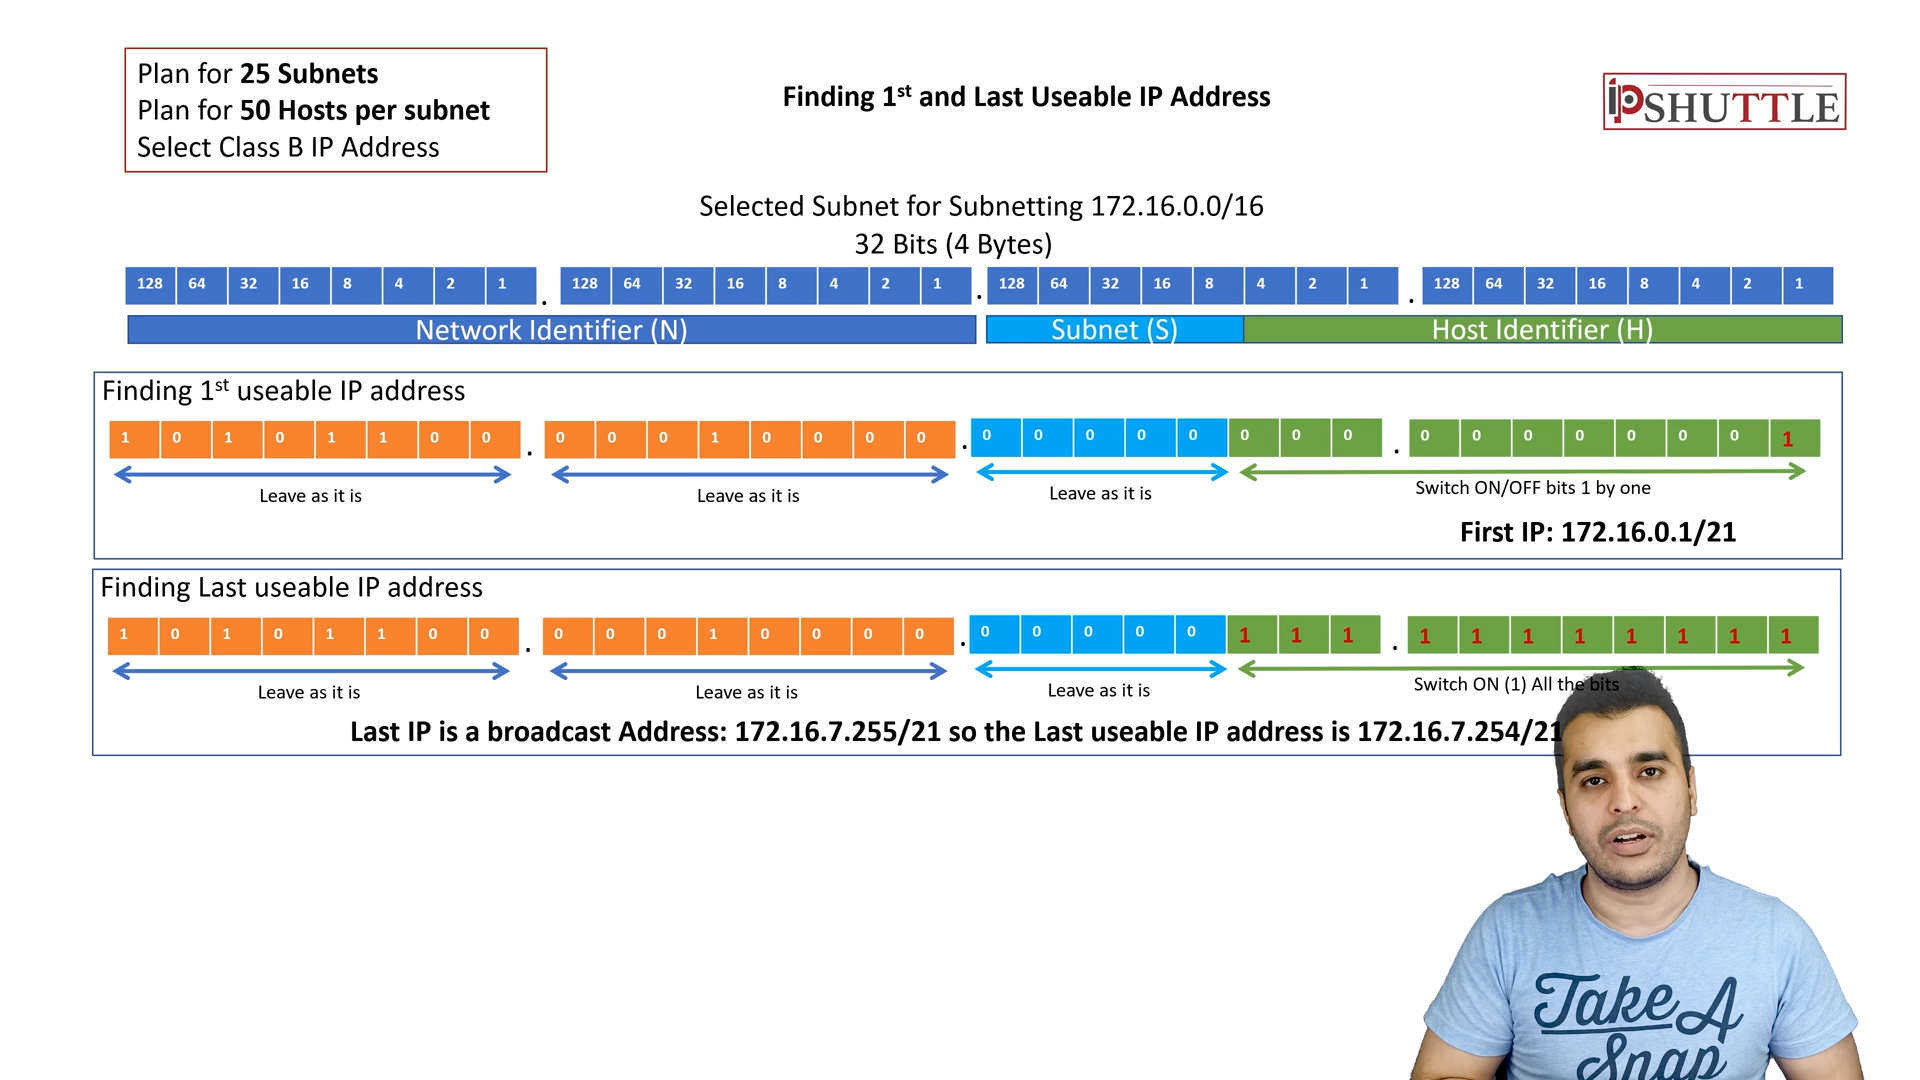 Plan for 25 Subnets
Plan for 50 Hosts per subnet
Select Class B IP Address
Finding 1st and Last Useable IP Address
ipSHUTTLE
Selected Subnet for Subnetting 172.16.0.0/16
32 Bits (4 Bytes)
128 64 32 16 8 4 2 1 . 128 64 32 16 8 4 2 1 . 128 64 32 16 8 4 2 1 . 128 64 32 16 8 4 2 1
Network Identifier (N) Subnet (S) Host Identifier (H)
Finding 1st useable IP address
1 0 1 0 1 1 0 0 . 0 0 0 1 0 0 0 0 . 0 0 0 0 0 0 0 0 . 0 0 0 0 0 0 0 1
Leave as it is Leave as it is Leave as it is Switch ON/OFF bits 1 by one
First IP: 172.16.0.1/21
Finding Last useable IP address
1 0 1 0 1 1 0 0 . 0 0 0 1 0 0 0 0 . 0 0 0 0 0 1 1 1 . 1 1 1 1 1 1 1 1
Leave as it is Leave as it is Leave as it is Switch ON (1) All the bits
Last IP is a broadcast Address: 172.16.7.255/21 so the Last useable IP address is 172.16.7.254/21
Take A
Snap